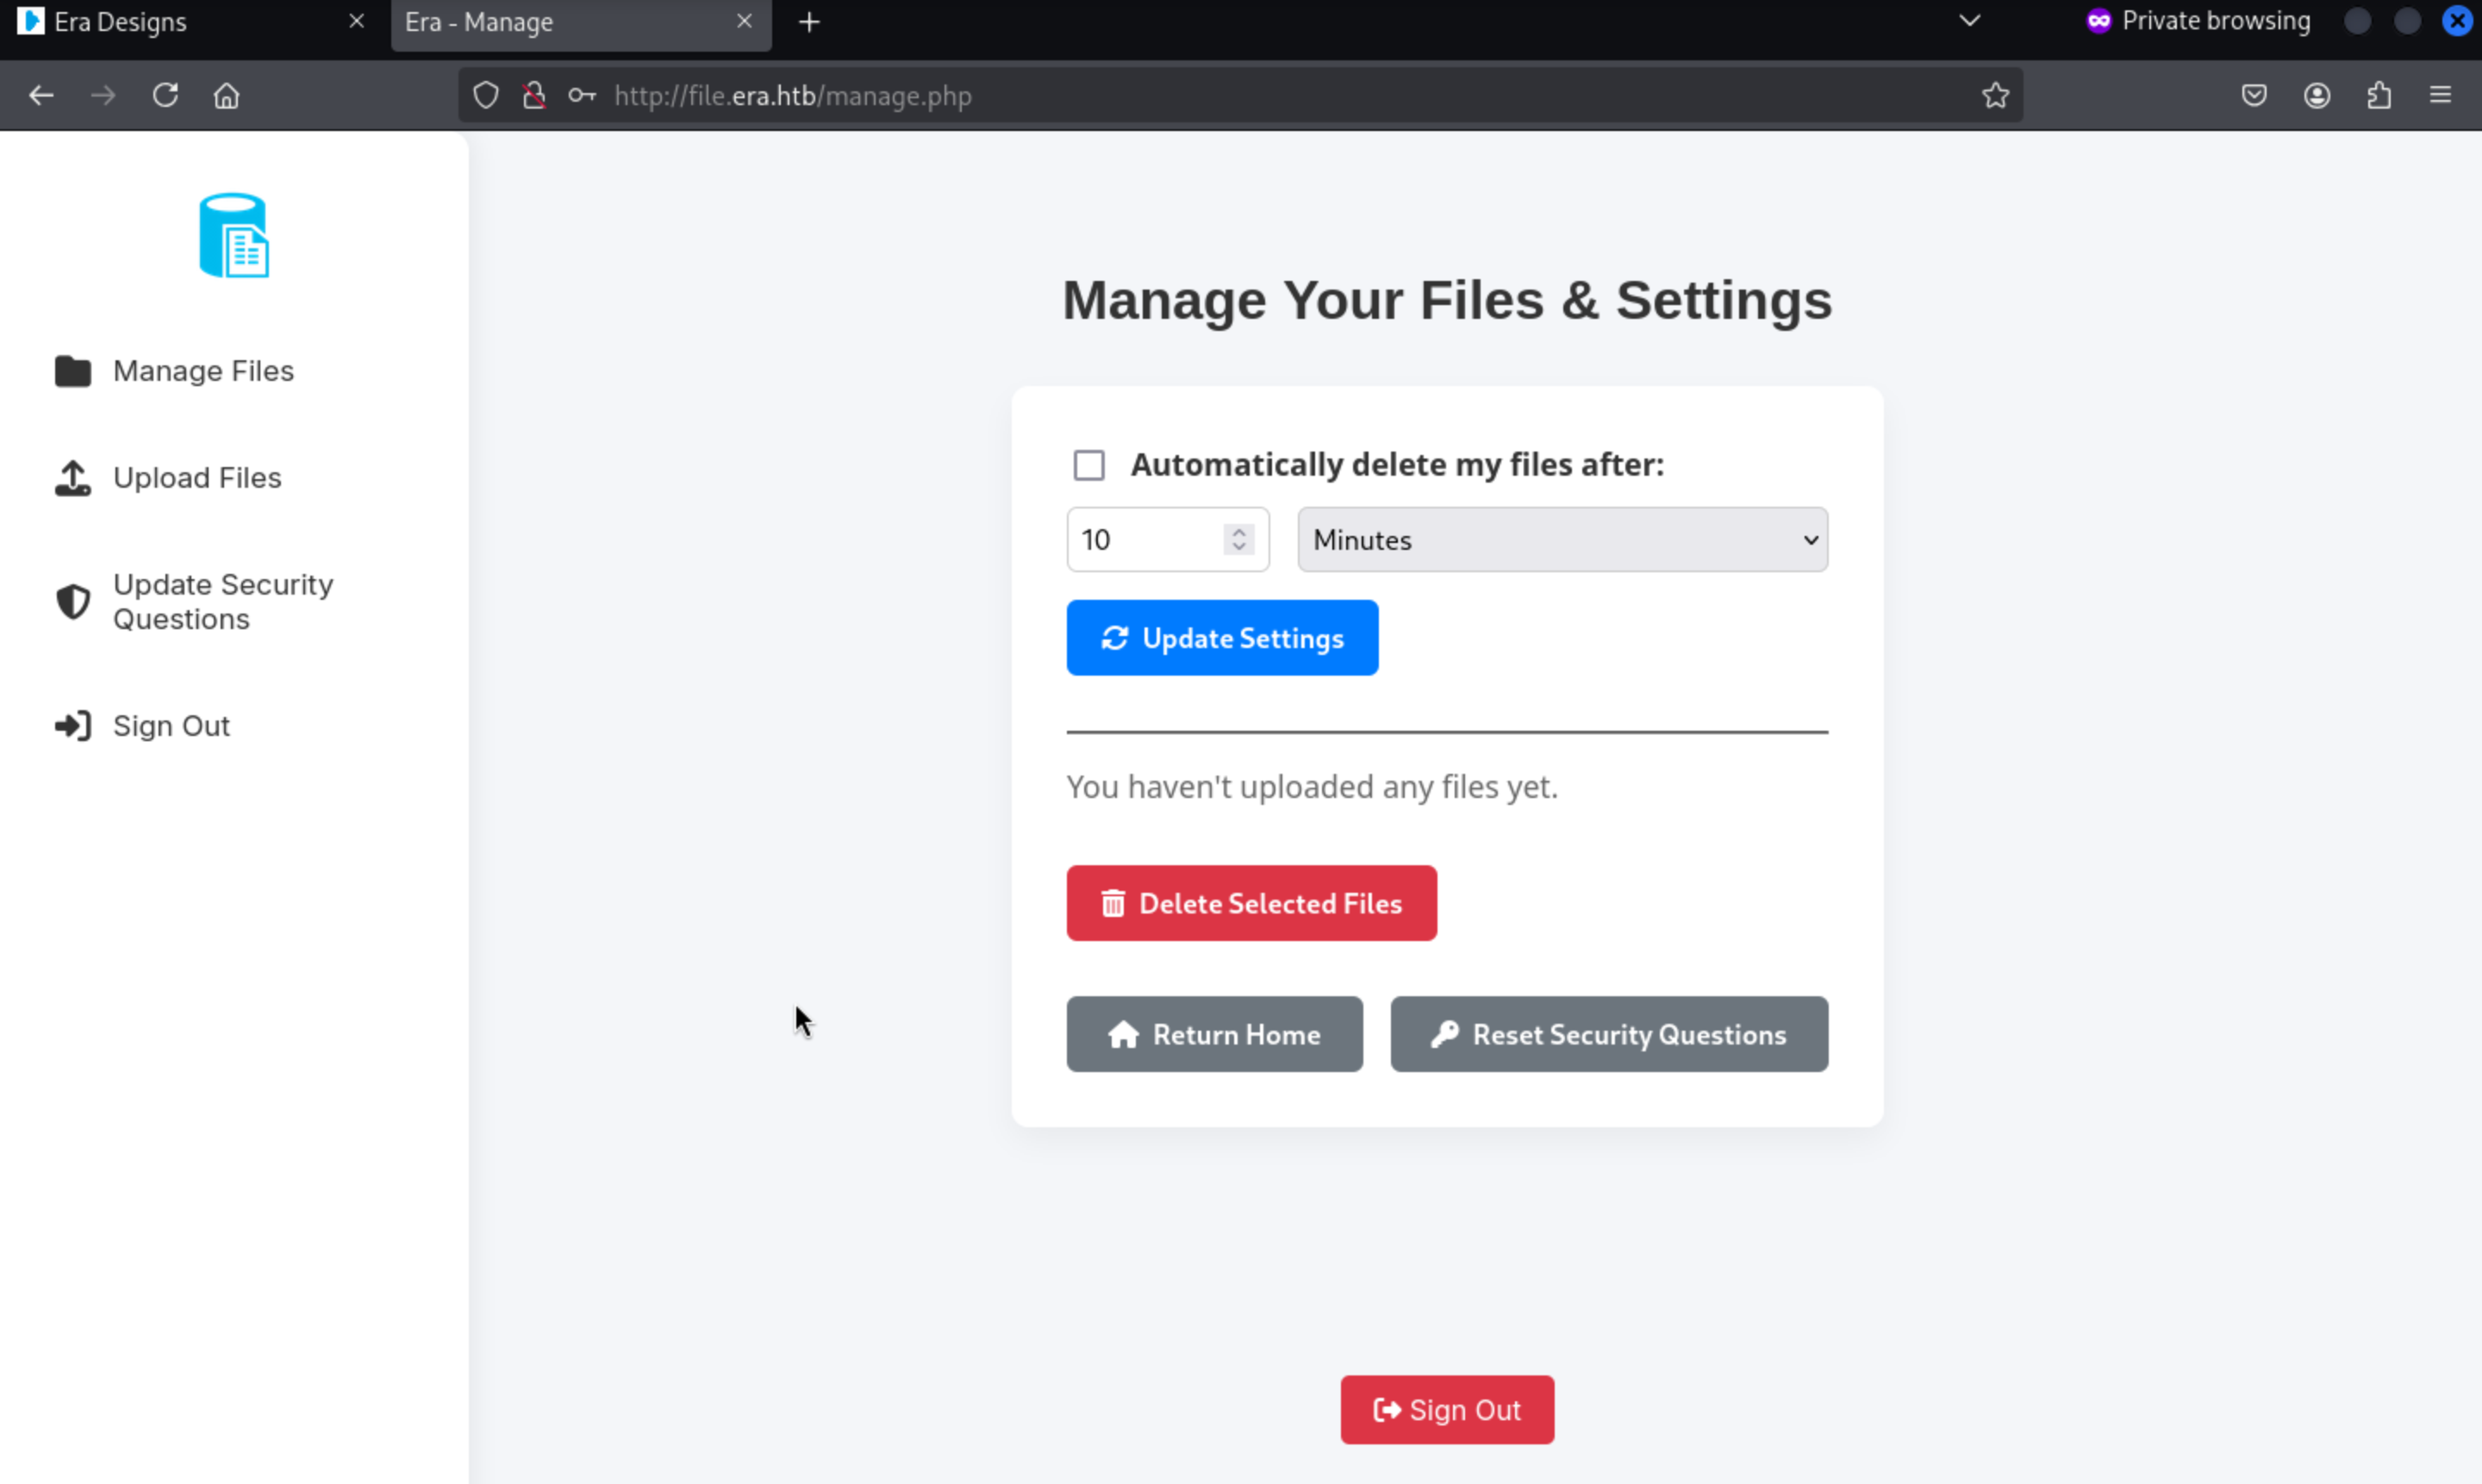 Era Designs
Era - Manage
Private browsing
http://file.era.htb/manage.php
Manage Files
Upload Files
Update Security
Questions
Sign Out
Manage Your Files & Settings
Automatically delete my files after:
10
Minutes
Update Settings
You haven't uploaded any files yet.
Delete Selected Files
Return Home
Reset Security Questions
Sign Out